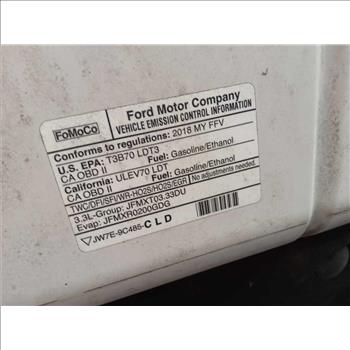 FoMoCo
Ford Motor Company
VEHICLE EMISSION CONTROL INFORMATION
Conforms to regulations: 2018 MY FFV
U.S. EPA: T3B70 LDT3
CA OBD II Fuel: Gasoline/Ethanol
California: ULEV70 LDT
CA OBD II Fuel: Gasoline/Ethanol
TWC/DFI/SFI/WR-HO2S/HO2S/EGR No adjustments needed.
3.3L-Group: JFMXT03.33DU
Evap: JFMXR0200GDG
JW7E-9C485-C L D